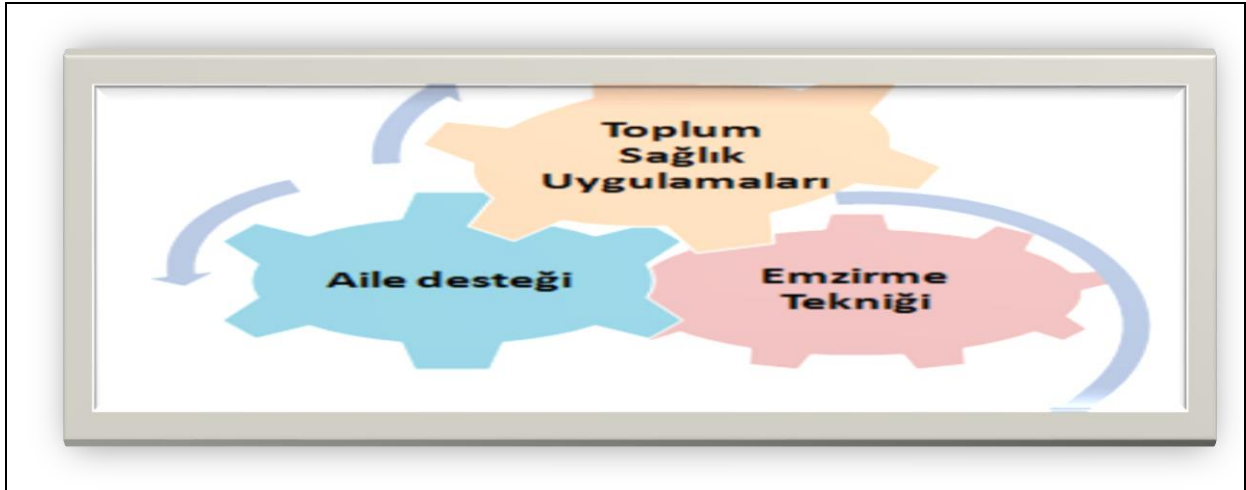 Toplum
Sağlık
Uygulamaları
Aile desteği
Emzirme
Tekniği